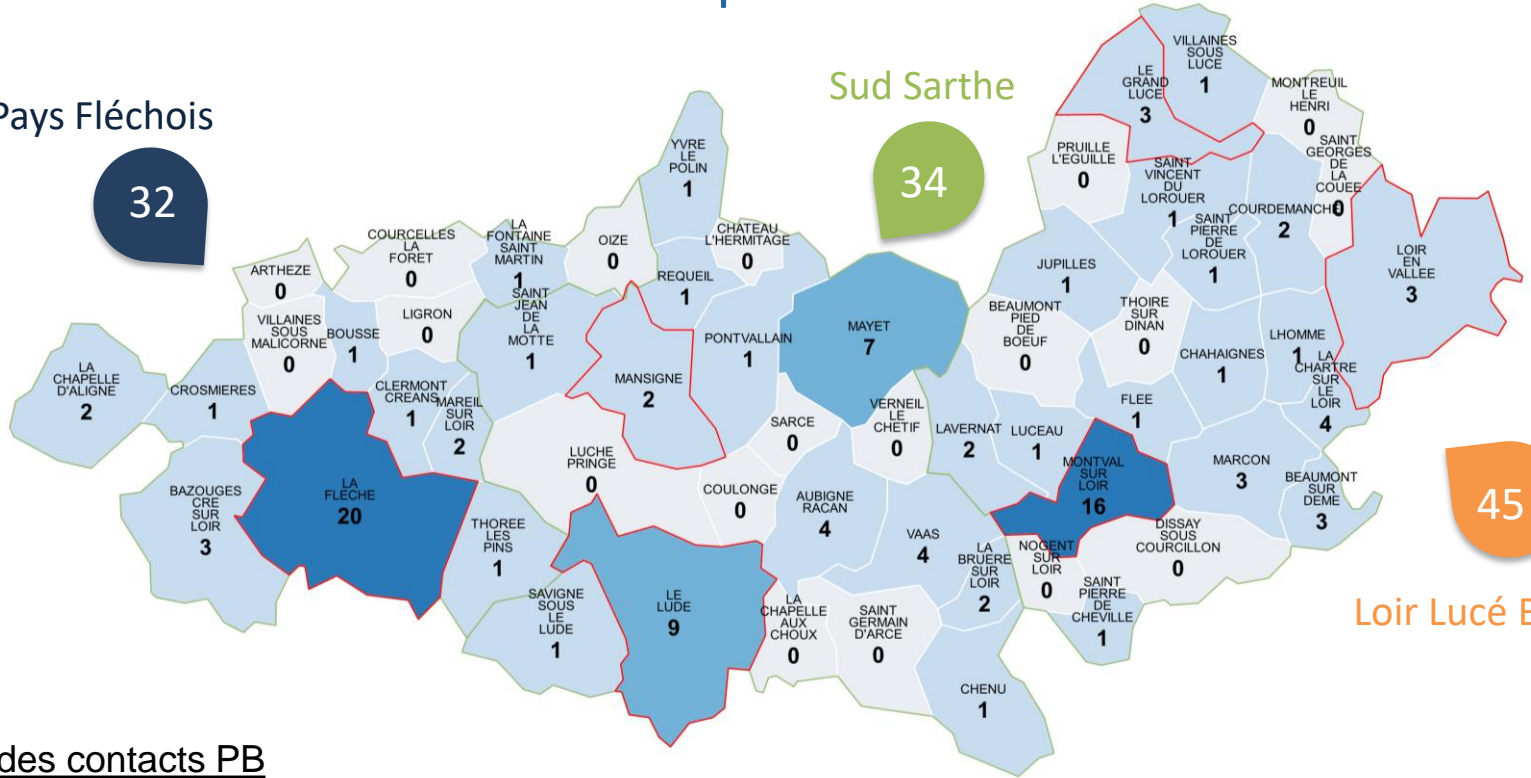 Pays Fléchois
32
Sud Sarthe
34
45
Loir Lucé B
VILLAINES
SOUS
LUCE
1
LE
GRAND
LUCE
3
MONTREUIL
LE
HENRI
0
SAINT
GEORGES
DE
LA
COUEE
0
PRUILLE
L'EGUILLE
0
SAINT
VINCENT
DU
LOROUER
1
COURDEMANCHE
2
SAINT
PIERRE
DE
LOROUER
1
LOIR
EN
VALLEE
3
YVRE
LE
POLIN
1
CHATEAU
L'HERMITAGE
0
OIZE
0
LA
FONTAINE
SAINT
MARTIN
1
COURCELLES
LA
FORET
0
ARTHEZE
0
REQUEIL
1
JUPILLES
1
SAINT
JEAN
DE
LA
MOTTE
1
LIGRON
0
VILLAINES
SOUS
MALICORNE
0
BOUSSE
1
PONTVALLAIN
1
MAYET
7
BEAUMONT
PIED
DE
BOEUF
0
THOIRE
SUR
DINAN
0
CHAHAIGNES
1
LHOMME
1
LA
CHARTRE
SUR
LE
LOIR
4
LA
CHAPELLE
D'ALIGNE
2
CROSMIERES
1
CLERMONT
CREANS
1
MAREIL
SUR
LOIR
2
MANSIGNE
2
SARCE
0
VERNEIL
LE
CHETIF
0
LAVERNAT
2
LUCEAU
1
FLEE
1
MONTVAL
SUR
LOIR
16
MARCON
3
BEAUMONT
SUR
DEME
3
BAZOUGES
CRE
SUR
LOIR
3
LA
FLECHE
20
LUCHE
PRINGE
0
COULONGE
0
AUBIGNE
RACAN
4
VAAS
4
LA
BRUERE
SUR
LOIR
2
NOGENT
SUR
LOIR
0
DISSAY
SOUS
COURCILLON
0
SAINT
PIERRE
DE
CHEVILLE
1
THOREE
LES
PINS
1
SAVIGNE
SOUS
LE
LUDE
1
LE
LUDE
9
LA
CHAPELLE
AUX
CHOUX
0
SAINT
GERMAIN
D'ARCE
0
CHENU
1
des contacts PB